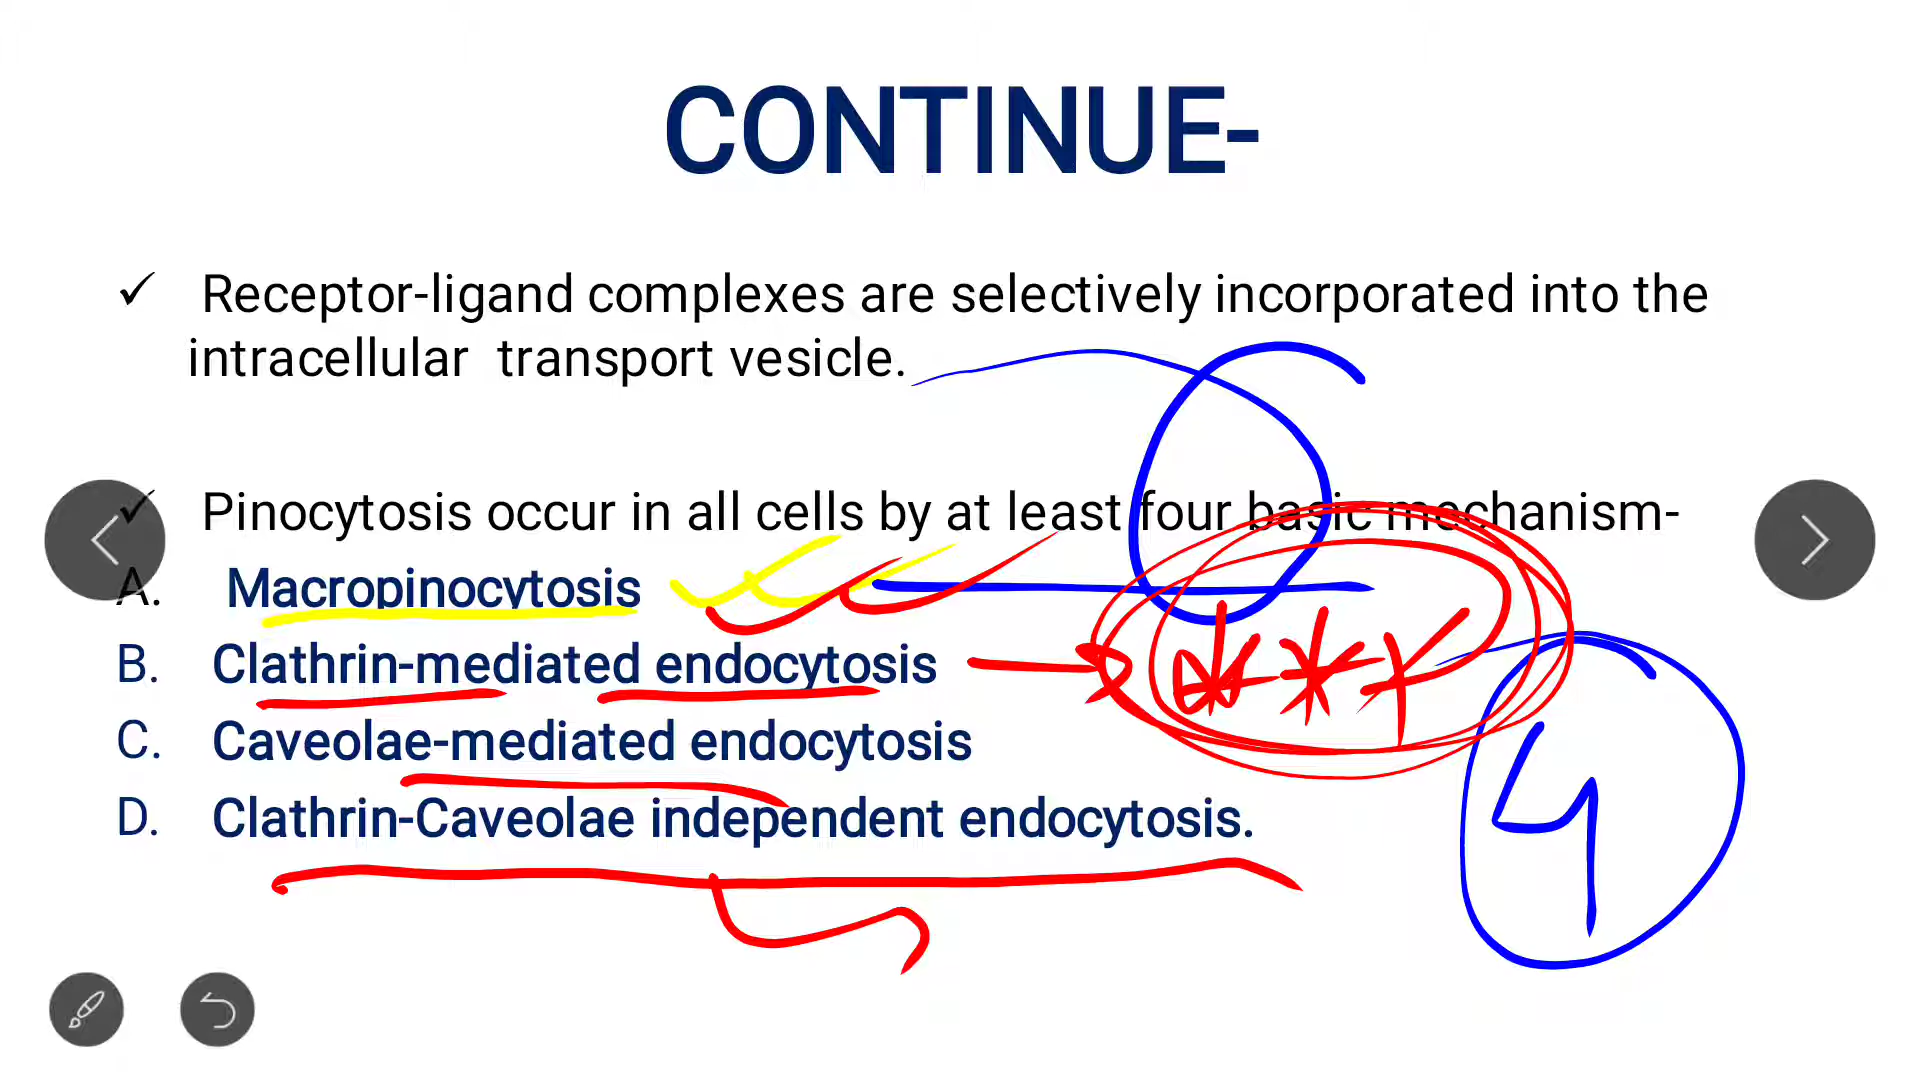 CONTINUE-
✓ Receptor-ligand complexes are selectively incorporated into the
intracellular transport vesicle.
✓ Pinocytosis occur in all cells by at least four basic mechanism-
A. Macropinocytosis
B. Clathrin-mediated endocytosis
***
C. Caveolae-mediated endocytosis
D. Clathrin-Caveolae independent endocytosis.
4